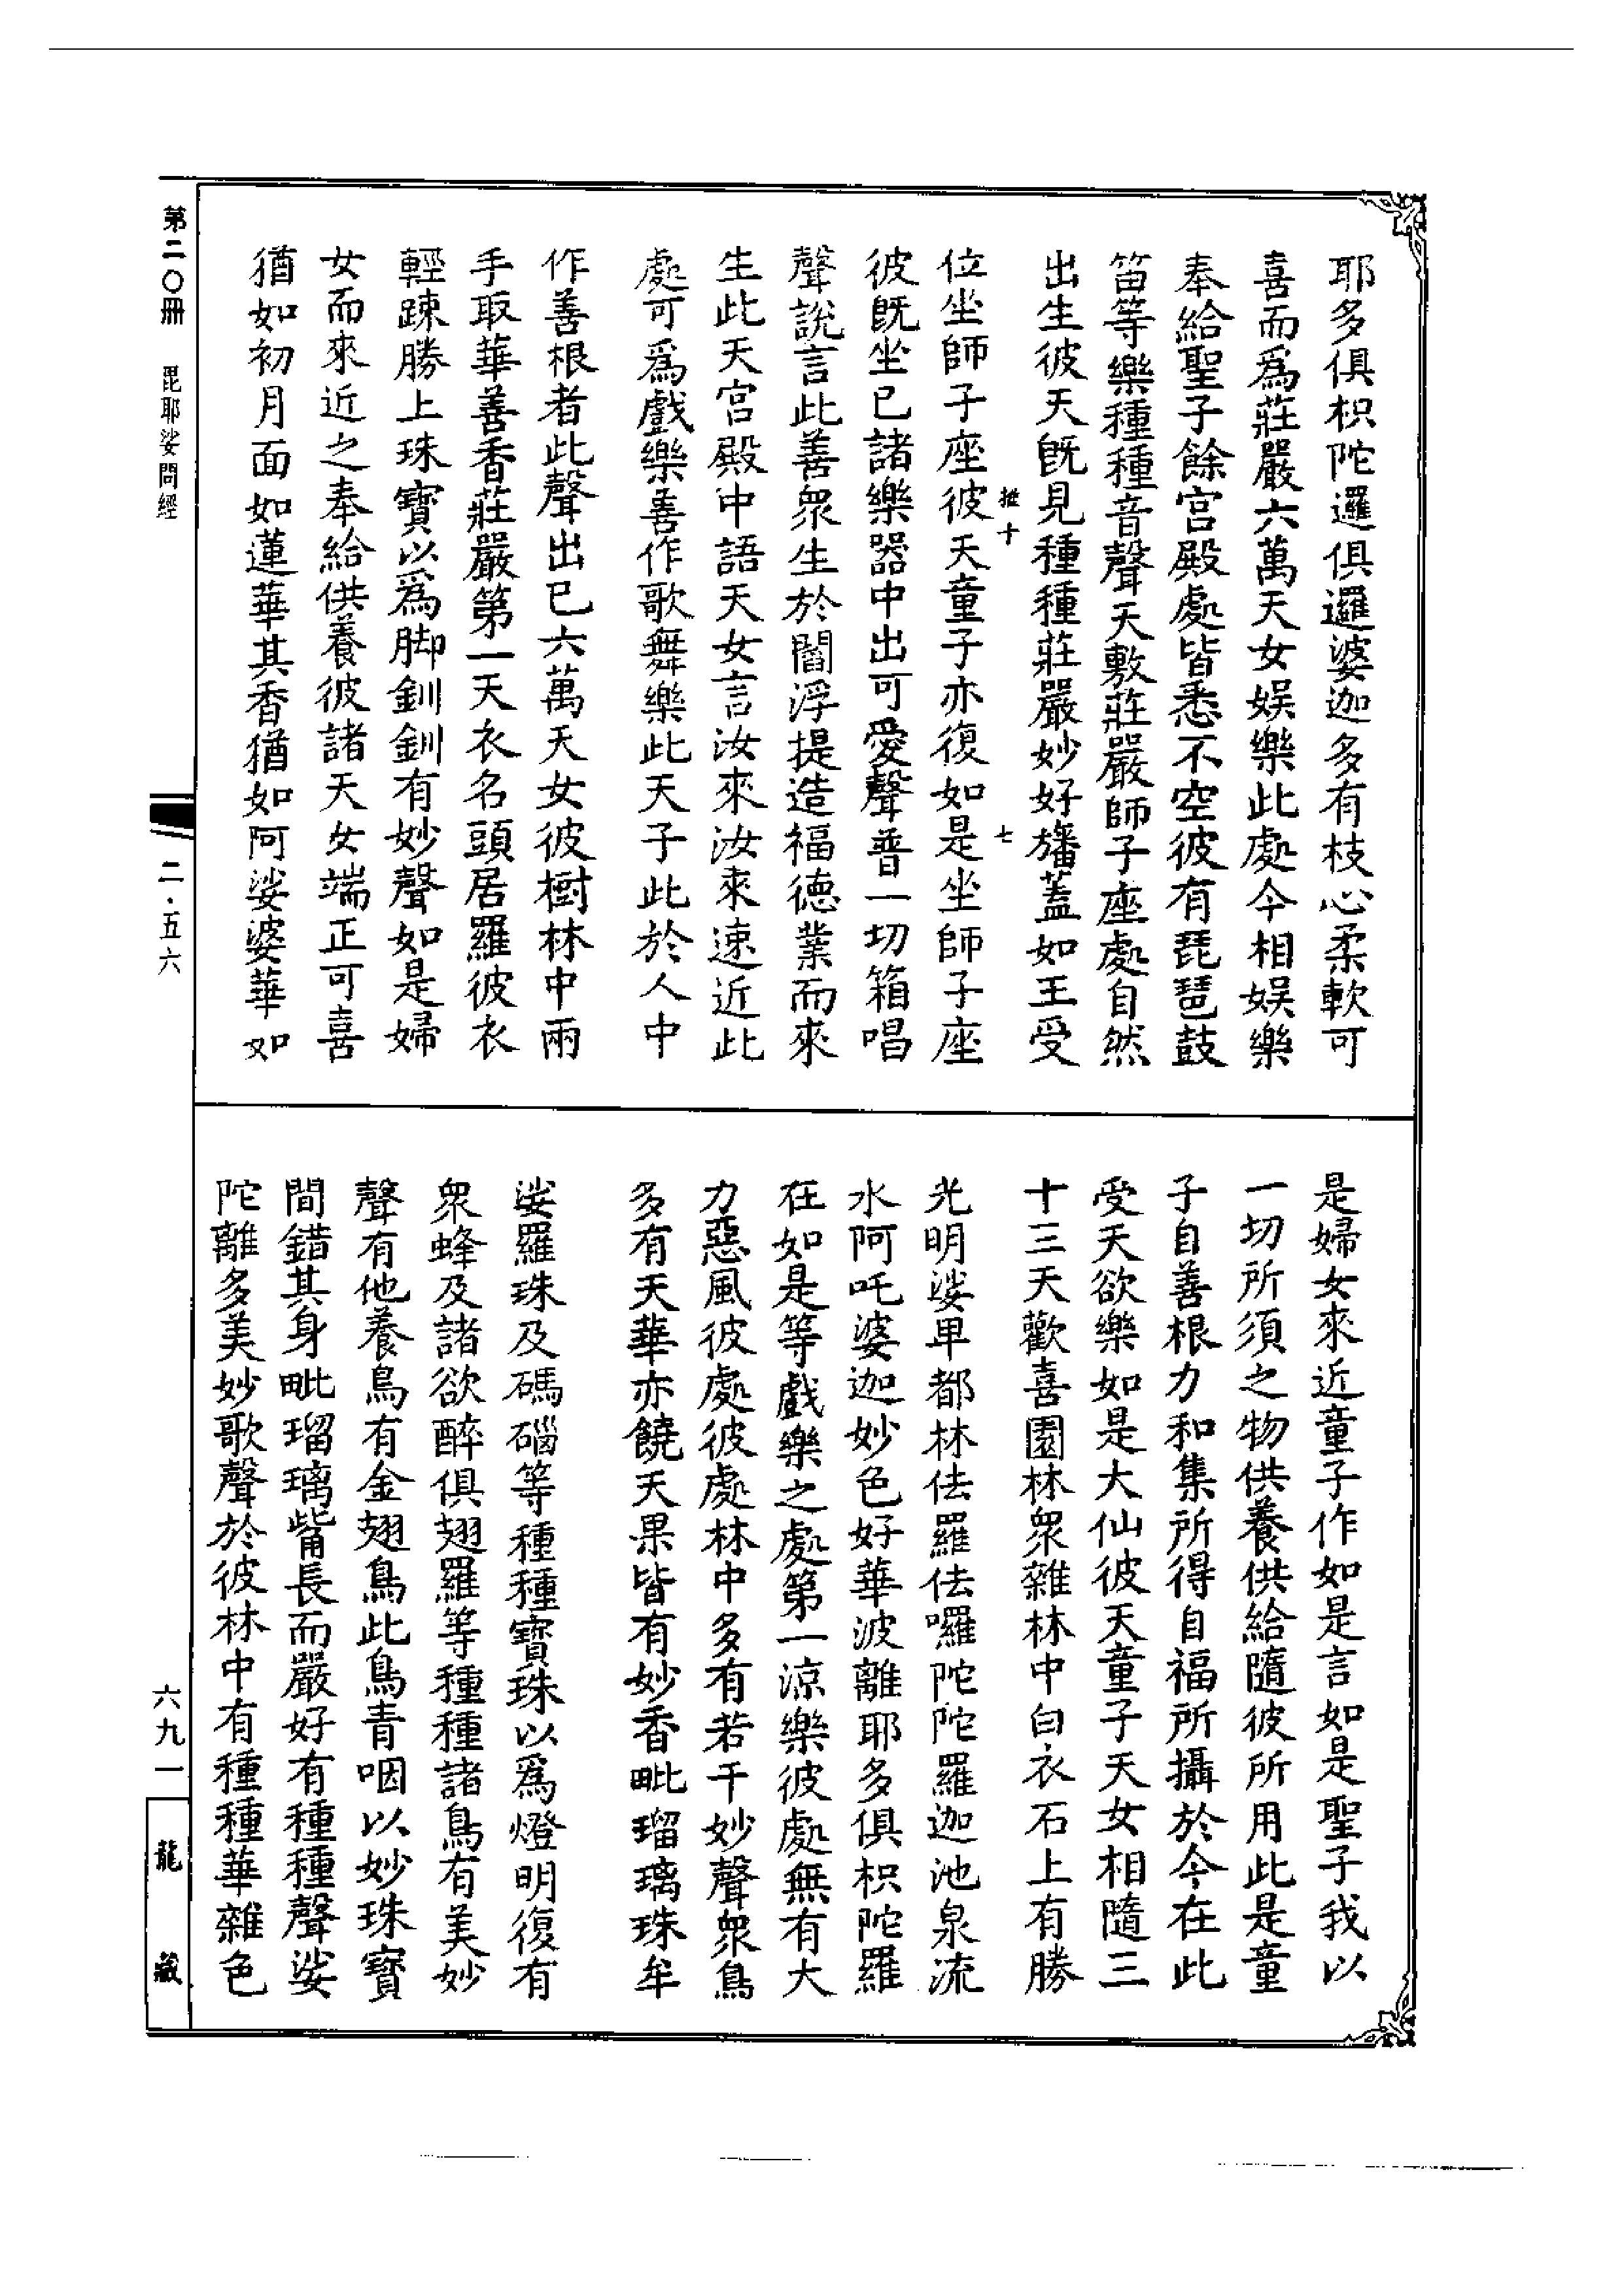 耶多俱枳陀邏俱邏婆迦多有枝心柔軟可
喜而爲莊嚴六萬天女娛樂此處今相娛樂
奉給聖子餘宮殿處皆悉不空彼有琵琶鼓
笛等樂種種音聲天敷莊嚴師子座處自然
出生彼天旣見種種莊嚴妙好旛蓋如王受
十 七
位坐師子座彼天童子亦復如是坐師子座
彼旣坐已諸樂器中出可愛聲普一切箱唱
聲說言此善衆生於閻浮提造福德業而來
生此天宮殿中語天女言汝來汝來速近此
處可爲戲樂善作歌舞樂此天子此於人中
作善根者此聲出已六萬天女彼樹林中兩
手取華善香莊嚴第一天衣名頭居羅彼衣
輕踈勝上珠寶以爲脚釧釧有妙聲如是婦
女而來近之奉給供養彼諸天女端正可喜
猶如初月面如蓮華其香猶如阿娑婆華如
是婦女來近童子作如是言如是聖子我以
一切所須之物供養供給隨彼所用此是童
子自善根力和集所得自福所攝於今在此
受天欲樂如是大仙彼天童子天女相隨三
十三天歡喜園林衆雜林中白衣石上有勝
光明娑甲都林佉羅佉囉陀陀羅迦池泉流
水阿吒婆迦妙色好華波離耶多俱枳陀羅
在如是等戲樂之處第一涼樂彼處無有大
力惡風彼處彼處林中多有若干妙聲衆鳥
多有天華亦饒天果皆有妙香毗瑠璃珠牟
娑羅珠及碼碯等種種寶珠以爲燈明復有
衆蜂及諸欲醉俱翅羅等種種諸鳥有美妙
聲有他養鳥有金翅鳥此鳥青咽以妙珠寶
間錯其身毗瑠璃觜長而嚴好有種種聲娑
陀離多美妙歌聲於彼林中有種種華雜色
第二〇冊 毘耶娑問經
二·五六
六九一
龍藏